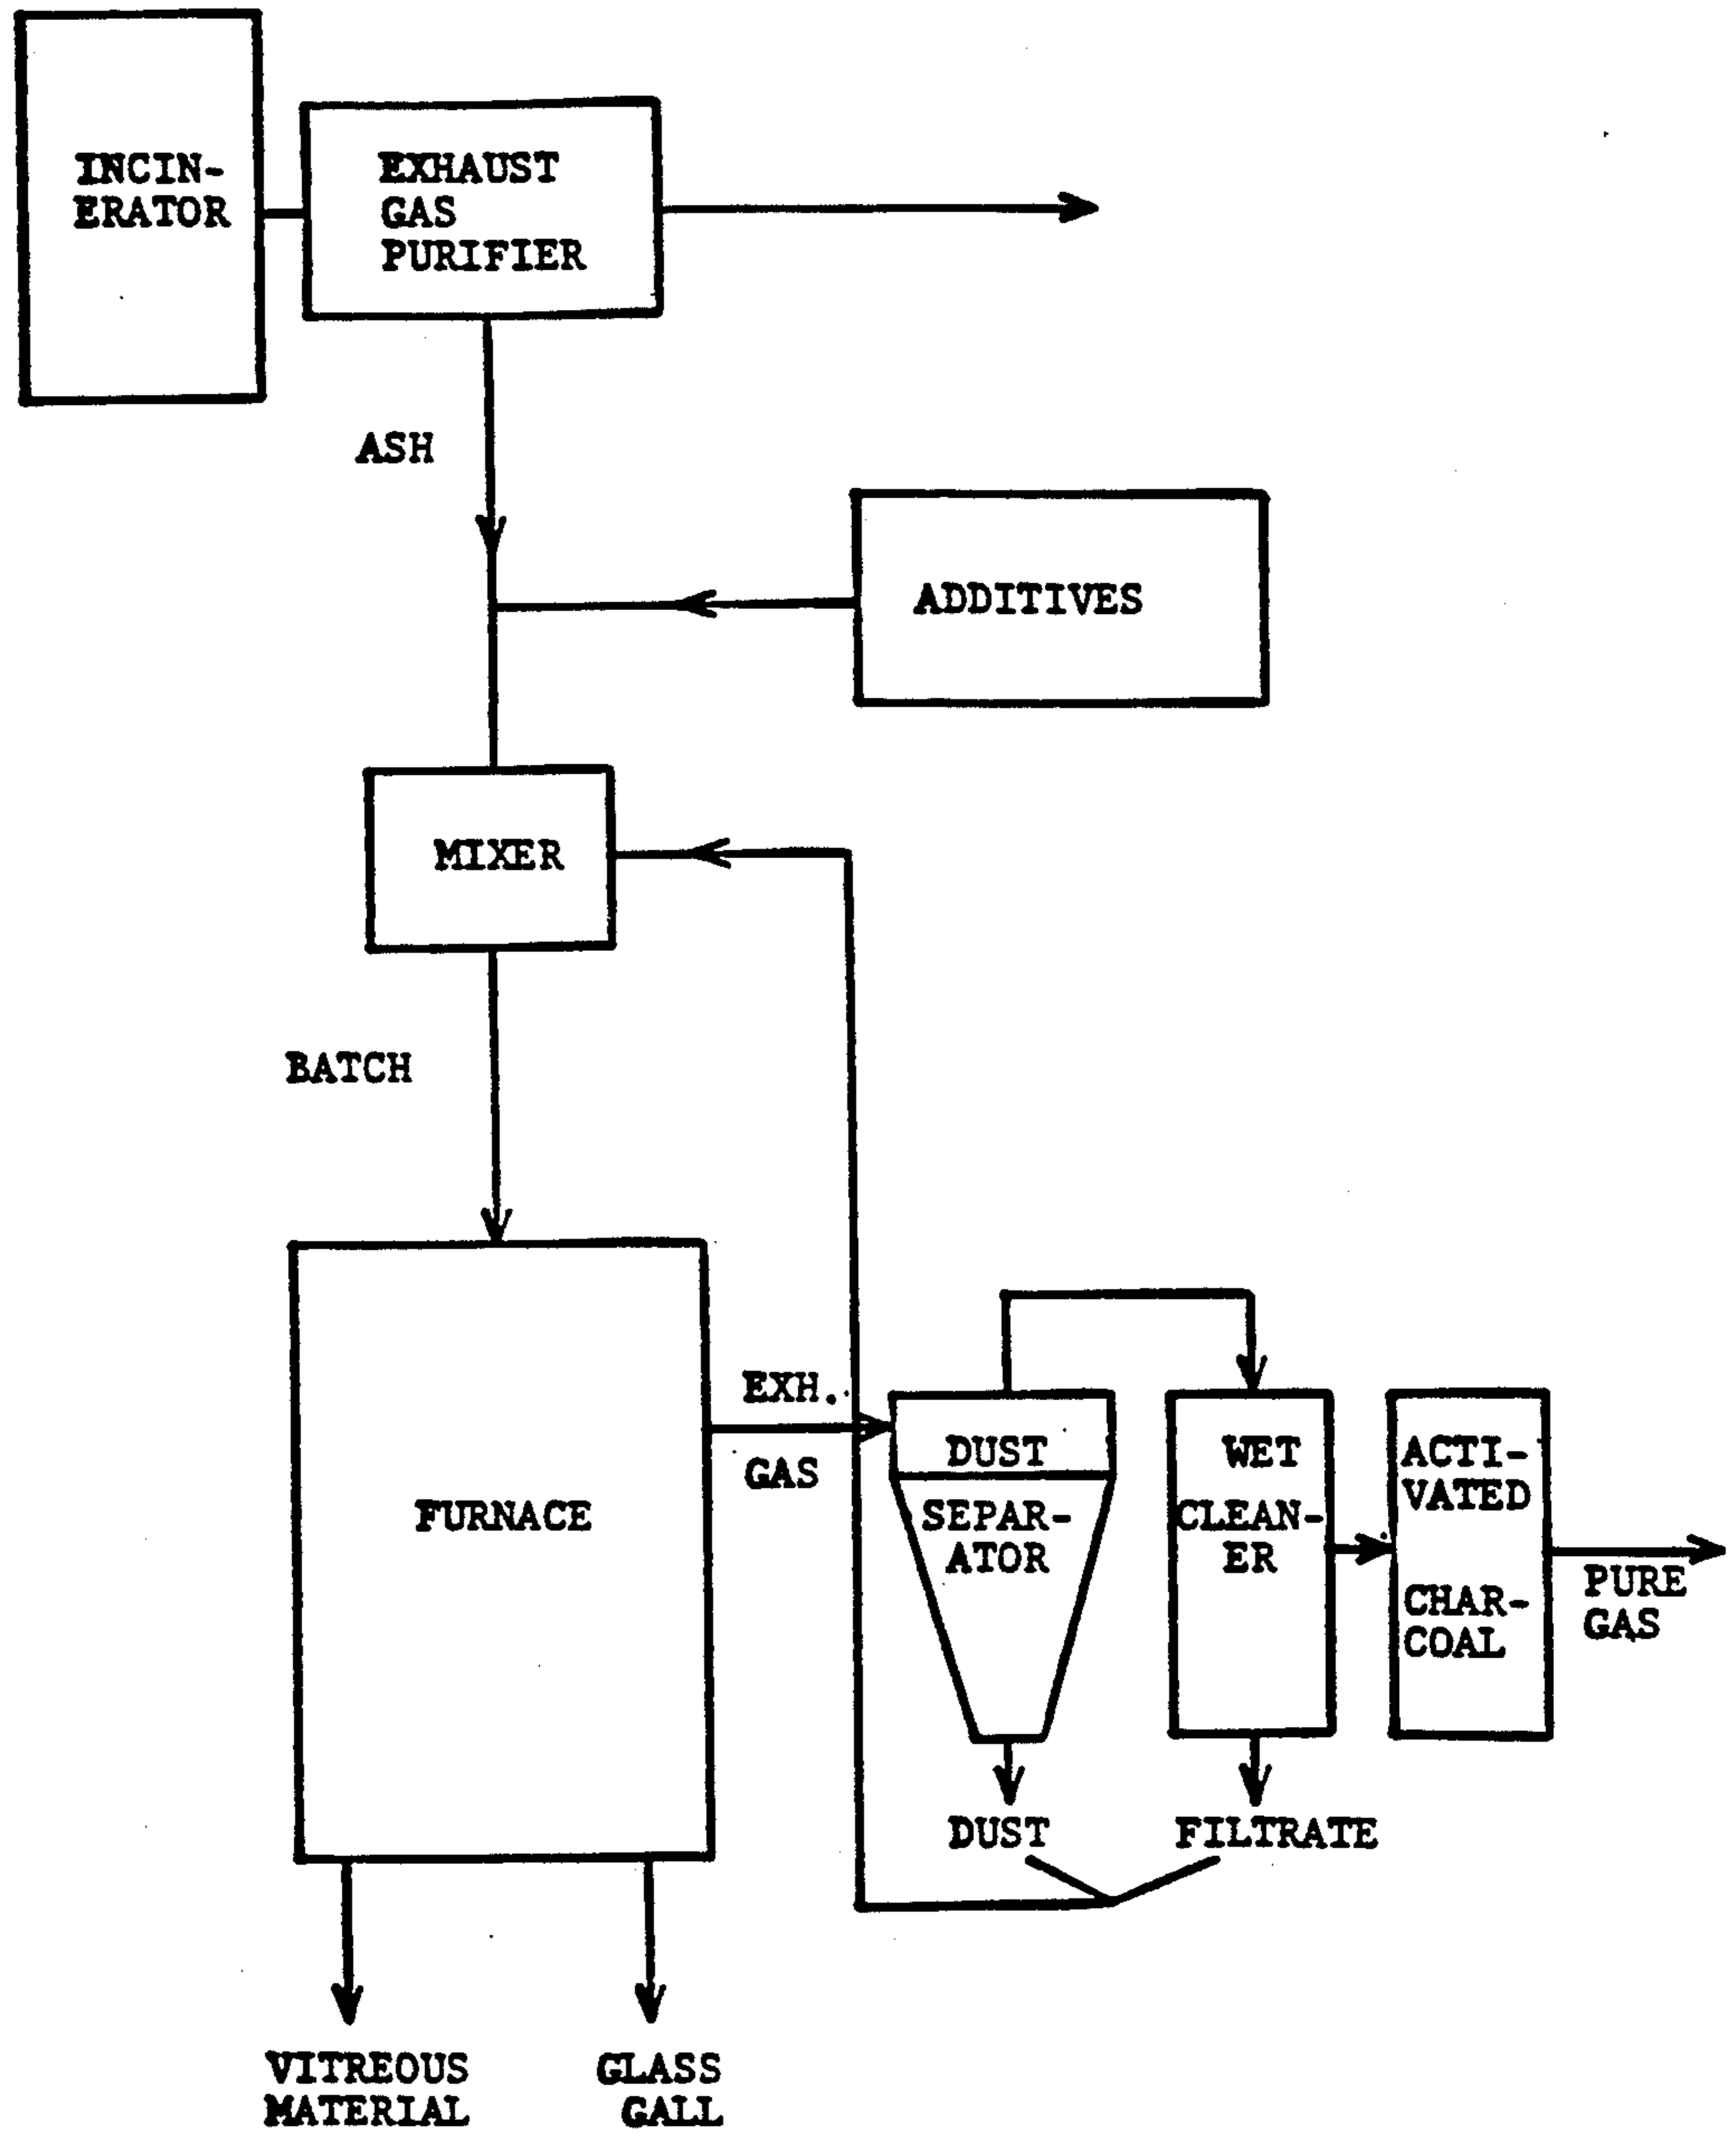 INCIN-
ERATOR
EXHAUST
GAS
PURIFIER
ASH
ADDITIVES
MIXER
BATCH
FURNACE
EXH.
GAS
DUST
SEPAR-
ATOR
WET
CLEAN-
ER
ACTI-
VATED
CHAR-
COAL
PURE
GAS
DUST
FILTRATE
VITREOUS
MATERIAL
GLASS
GALL